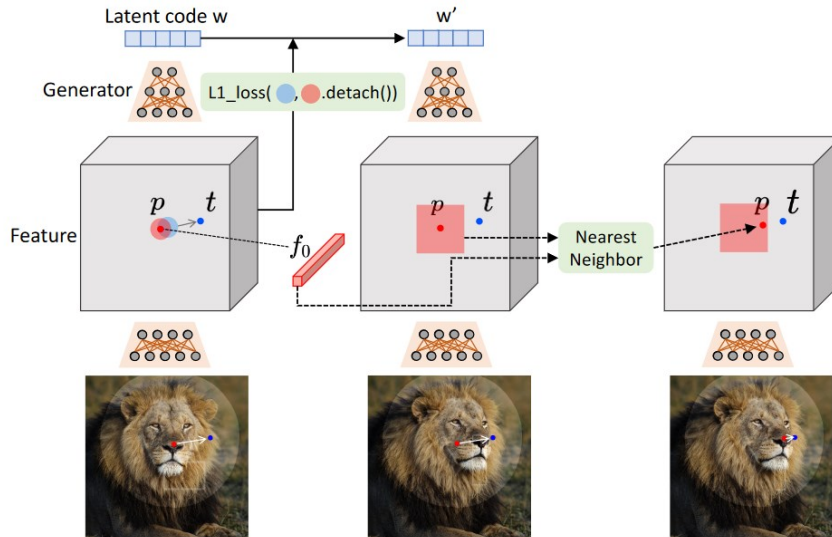 Latent code w
w'
Generator
L1_loss( , .detach())
p
t
p
t
p
t
Feature
f0
Nearest
Neighbor